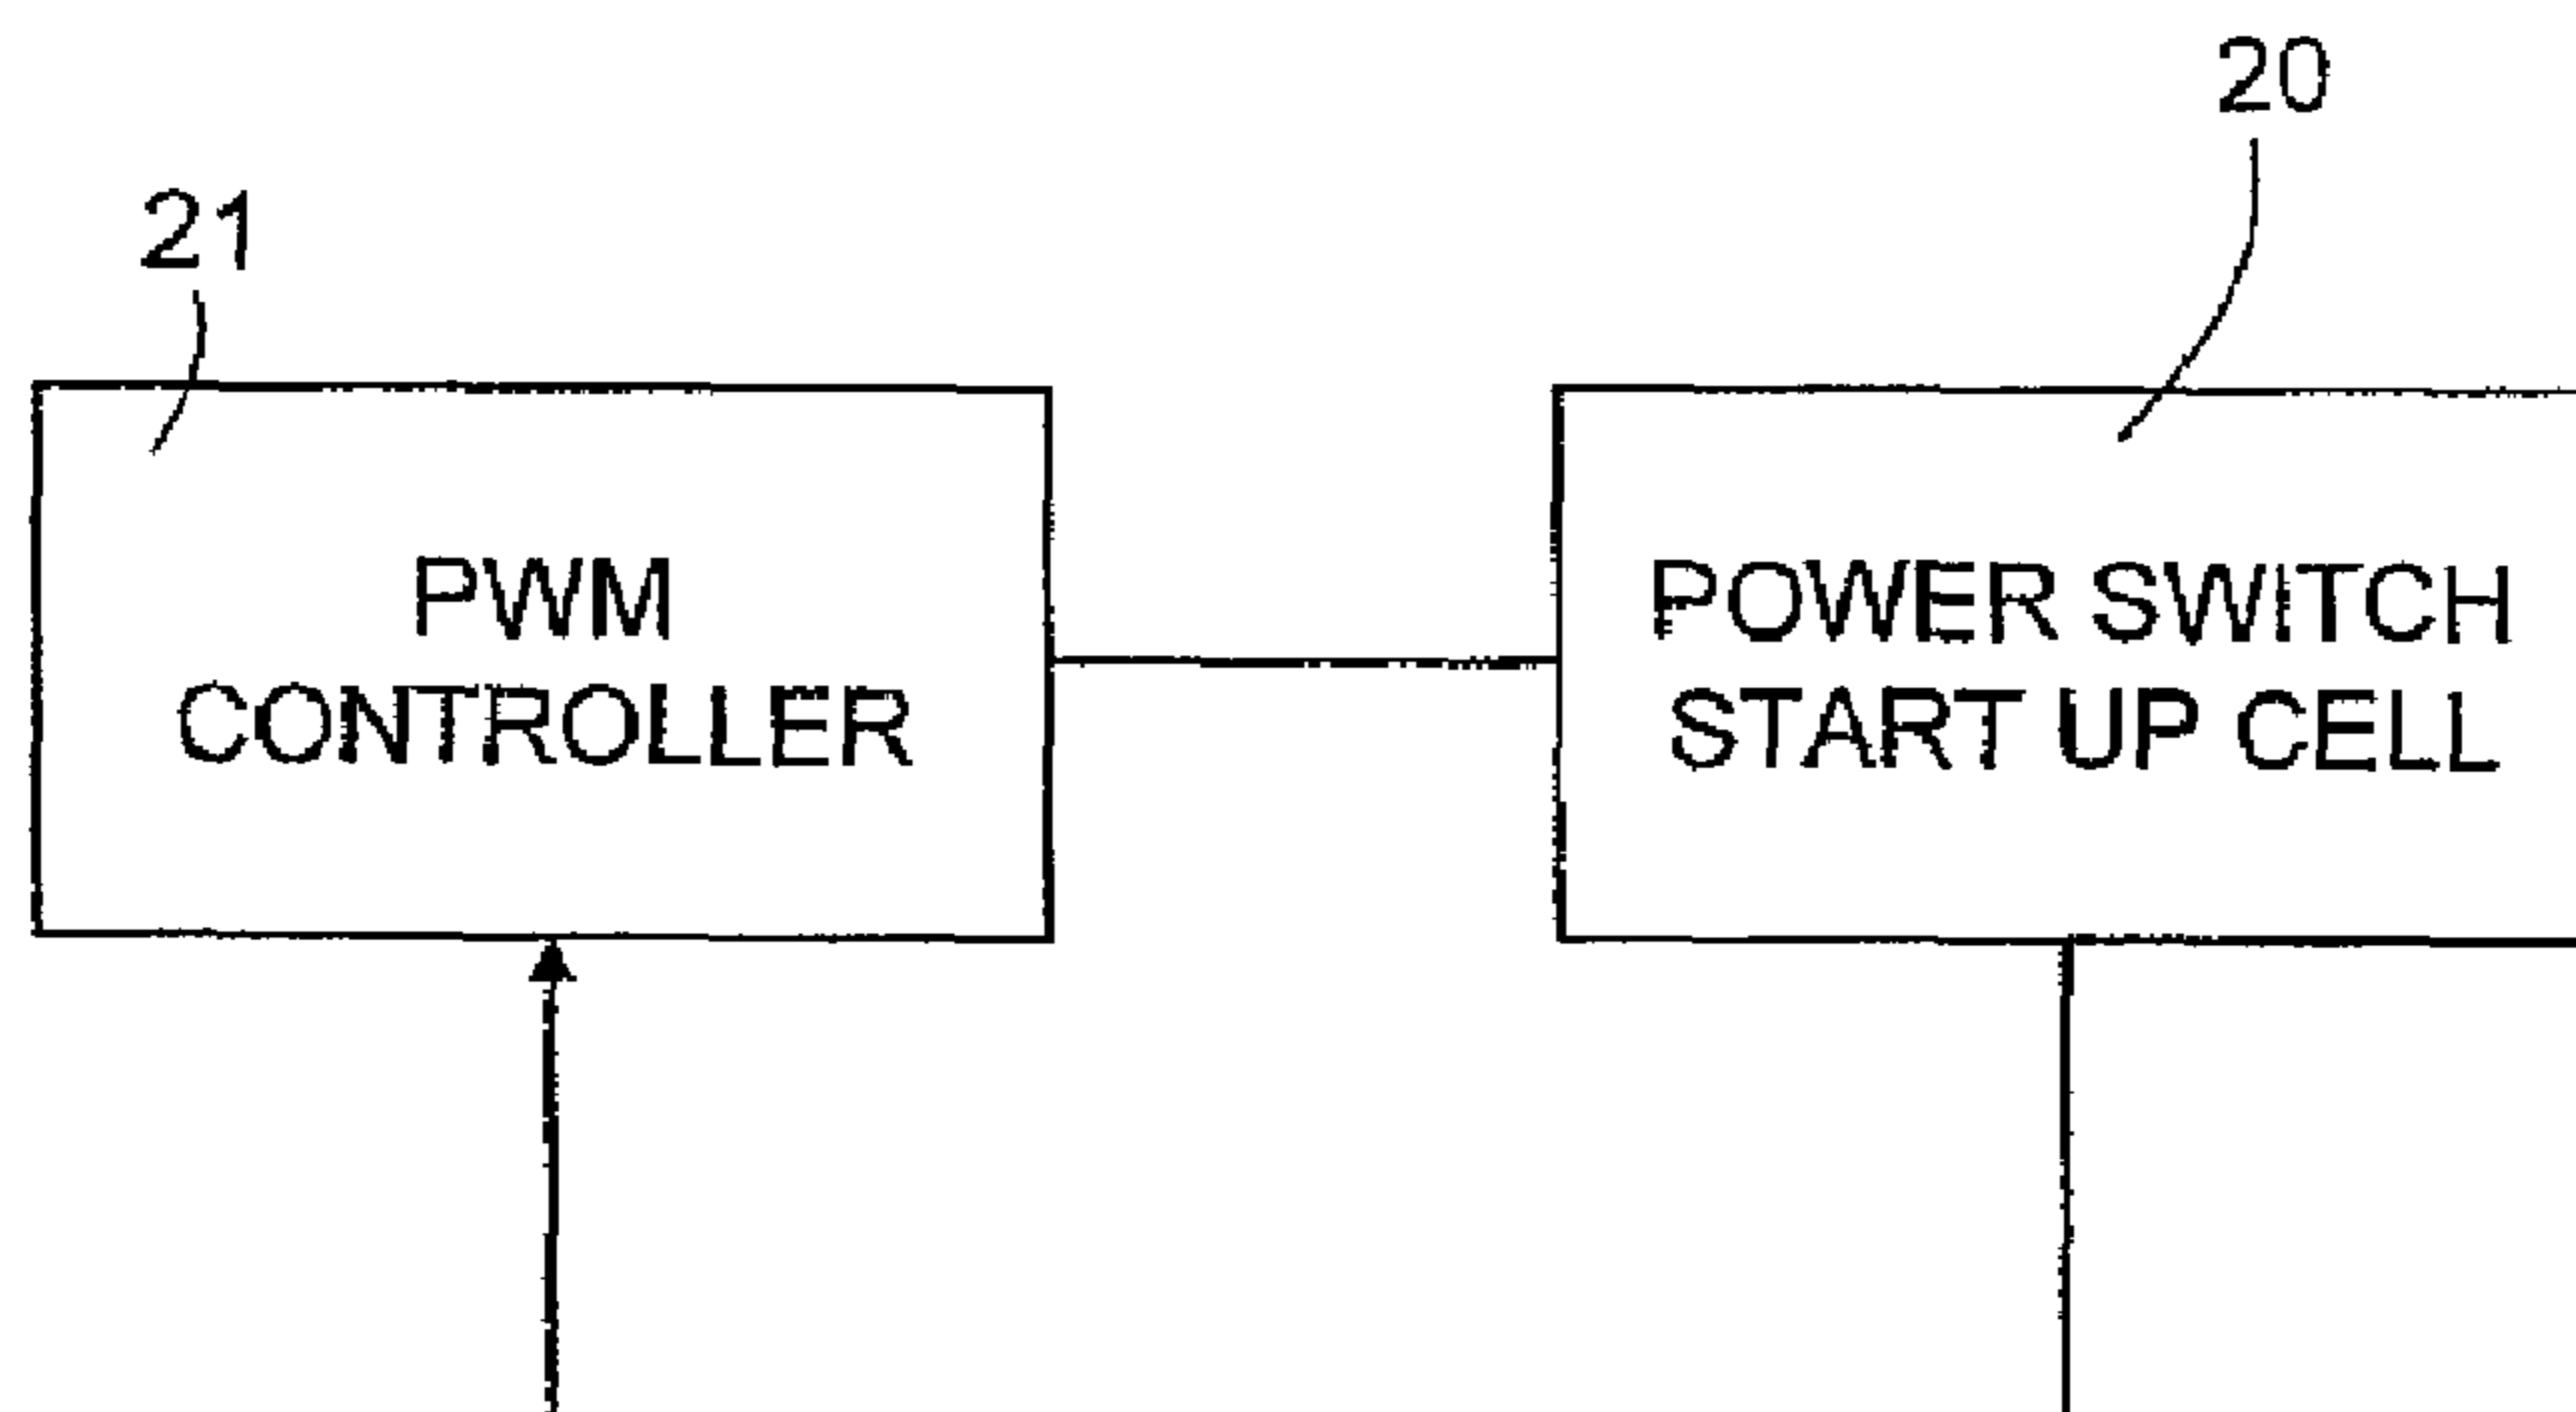 20
21
PWM
CONTROLLER
POWER SWITCH
START UP CELL